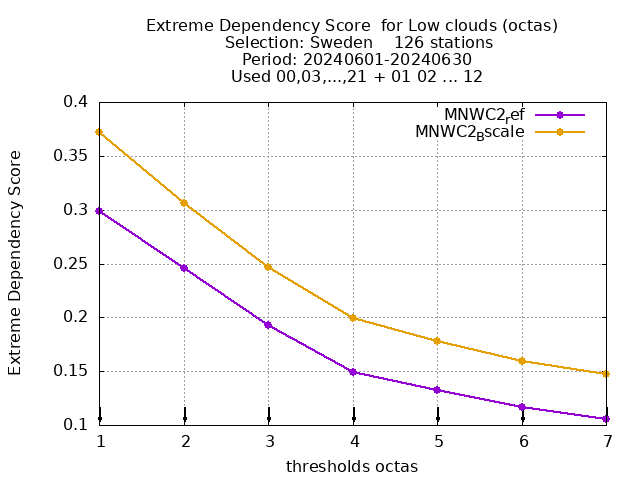 Extreme Dependency Score for Low clouds (octas)
Selection: Sweden 126 stations
Period: 20240601-20240630
Used 00,03,...,21 + 01 02 ... 12
MNWC2ref
MNWC2Bscale
Extreme Dependency Score
0.4
0.35
0.3
0.25
0.2
0.15
0.1
1 2 3 4 5 6 7
thresholds octas